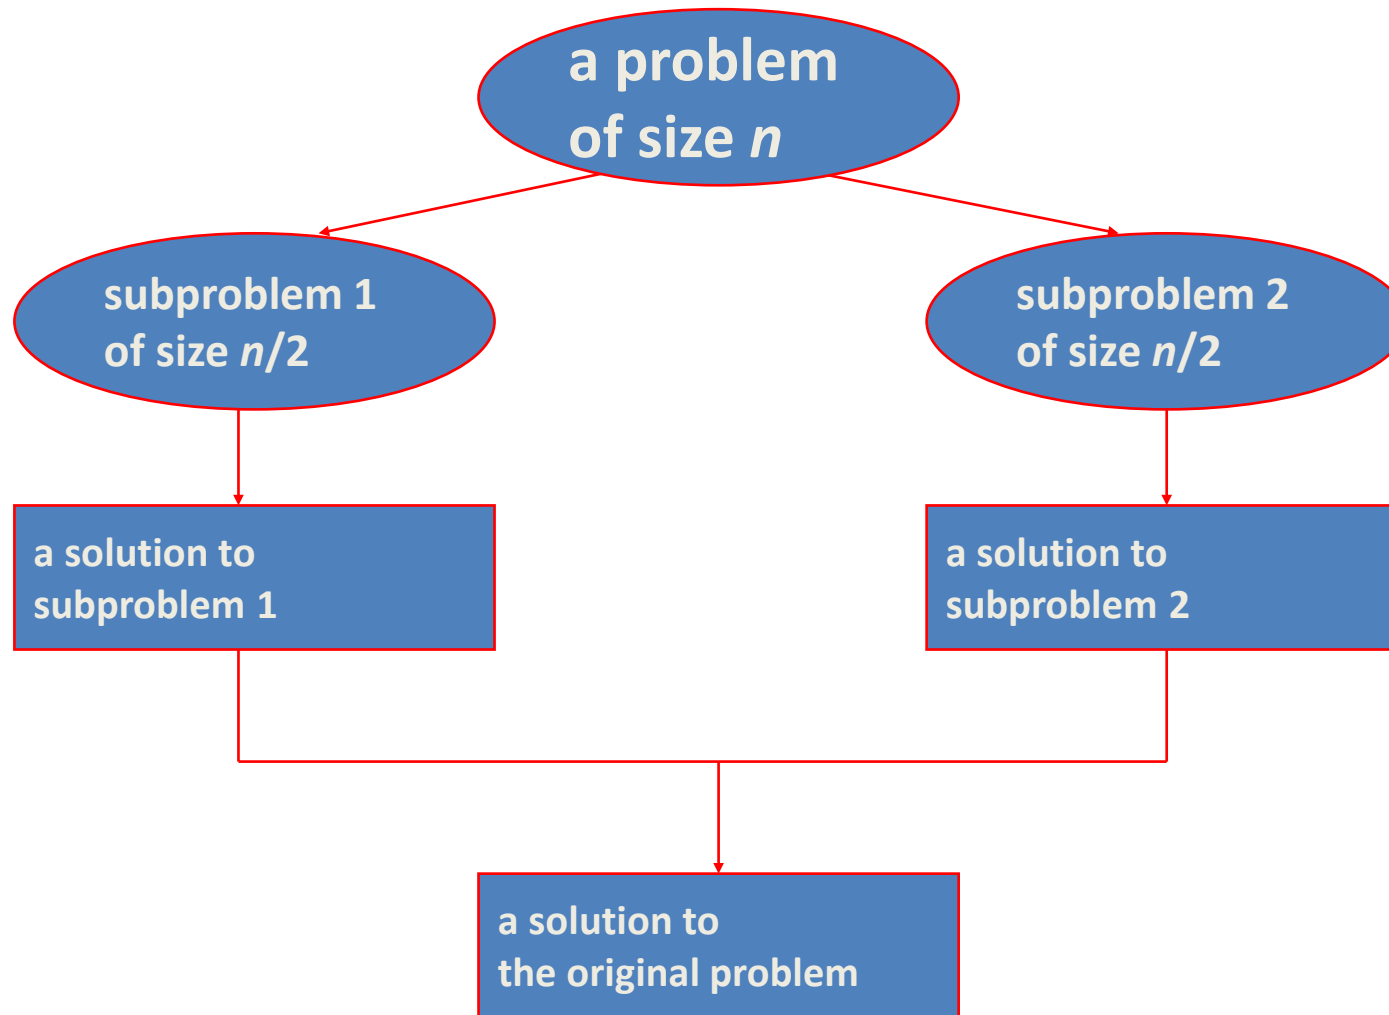 a problem
of size n
subproblem 1
of size n/2
subproblem 2
of size n/2
a solution to
subproblem 1
a solution to
subproblem 2
a solution to
the original problem